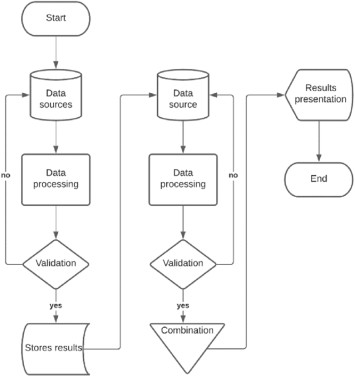 Start
Data
sources
Data
processing
no
Validation
yes
Stores results
Data
source
Data
processing
no
Validation
yes
Combination
Results
presentation
End